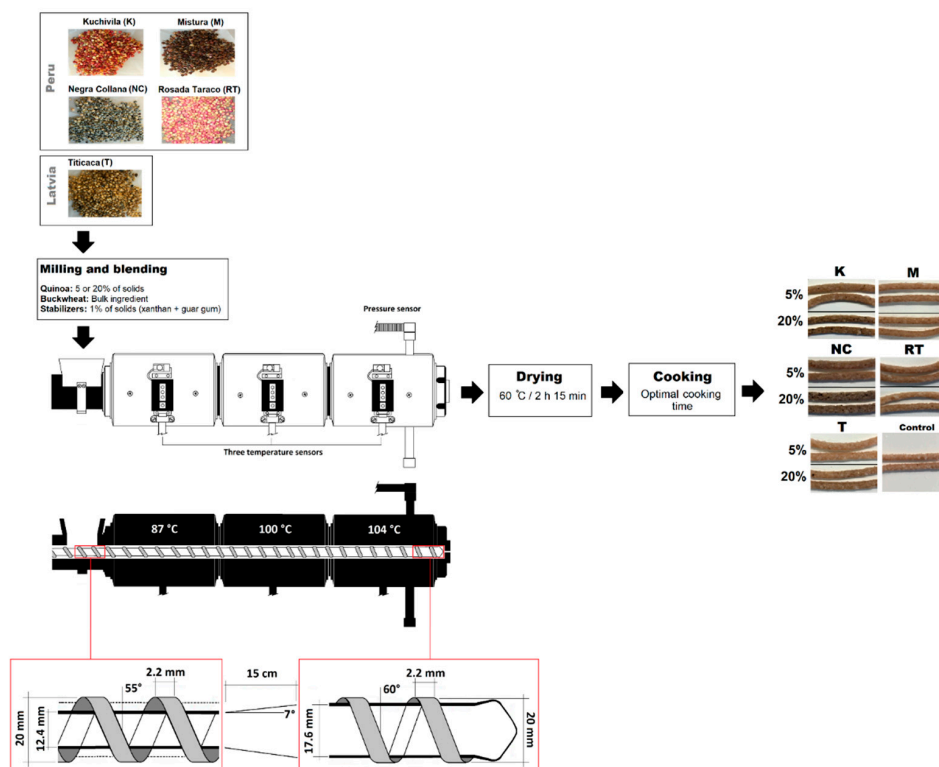 Peru
Kuchivila (K)
Mistura (M)
Negra Collana (NC)
Rosada Taraco (RT)
Latvia
Titicaca (T)
Milling and blending
Quinoa: 5 or 20% of solids
Buckwheat: Bulk ingredient
Stabilizers: 1% of solids (xanthan + guar gum)
Pressure sensor
Three temperature sensors
Drying
60 °C / 2 h 15 min
Cooking
Optimal cooking
time
K
M
5%
20%
NC
RT
5%
20%
T
Control
5%
20%
87 °C
100 °C
104 °C
2.2 mm
55°
20 mm
12.4 mm
15 cm
7°
2.2 mm
60°
17.6 mm
20 mm